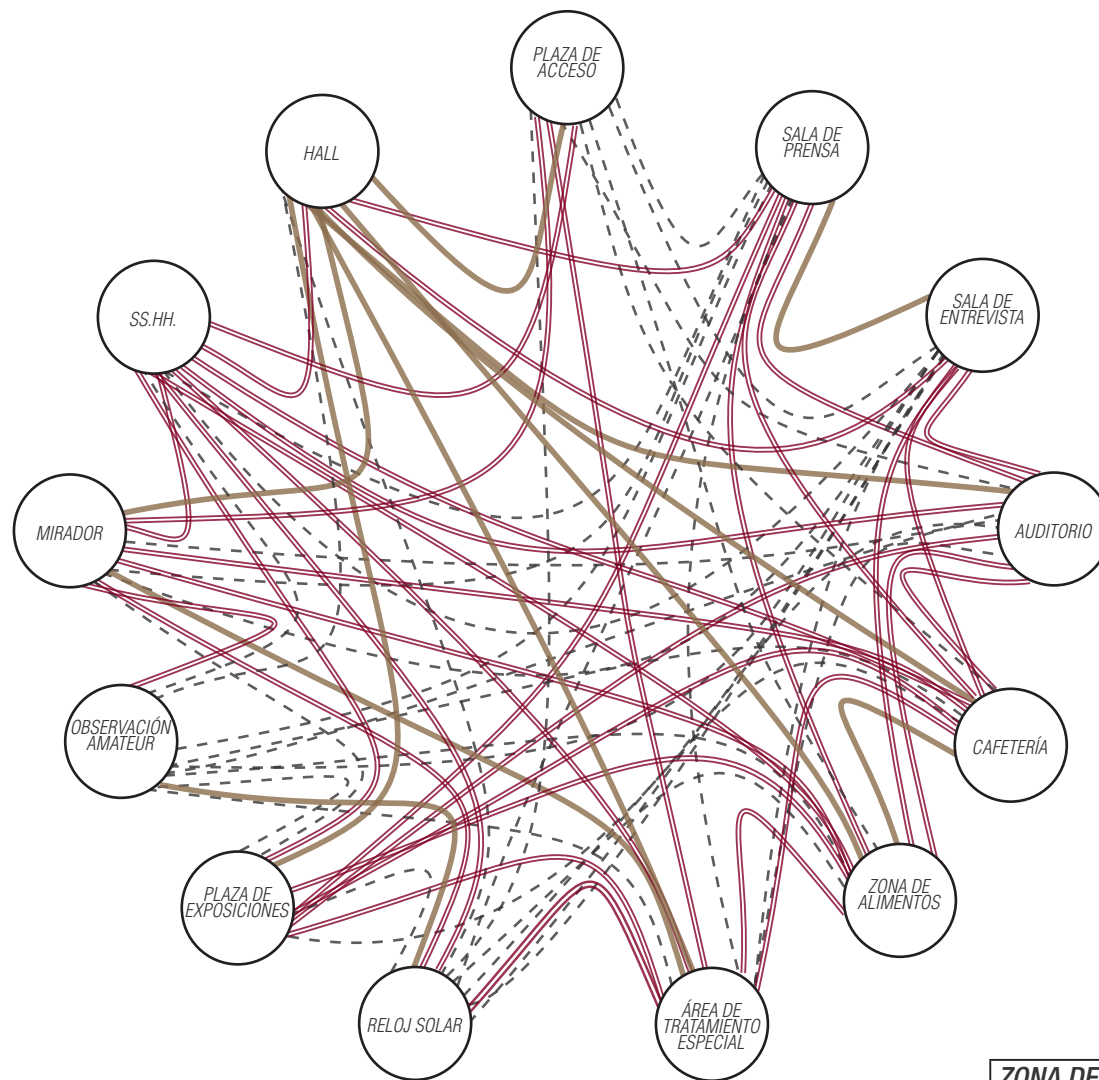 PLAZA DE
ACCESO
SALA DE
PRENSA
HALL
SALA DE
ENTREVISTA
SS.HH.
MIRADOR
AUDITORIO
OBSERVACIÓN
AMATEUR
CAFETERÍA
PLAZA DE
EXPOSICIONES
ZONA DE
ALIMENTOS
RELOJ SOLAR
ÁREA DE
TRATAMIENTO
ESPECIAL
ZONA DE